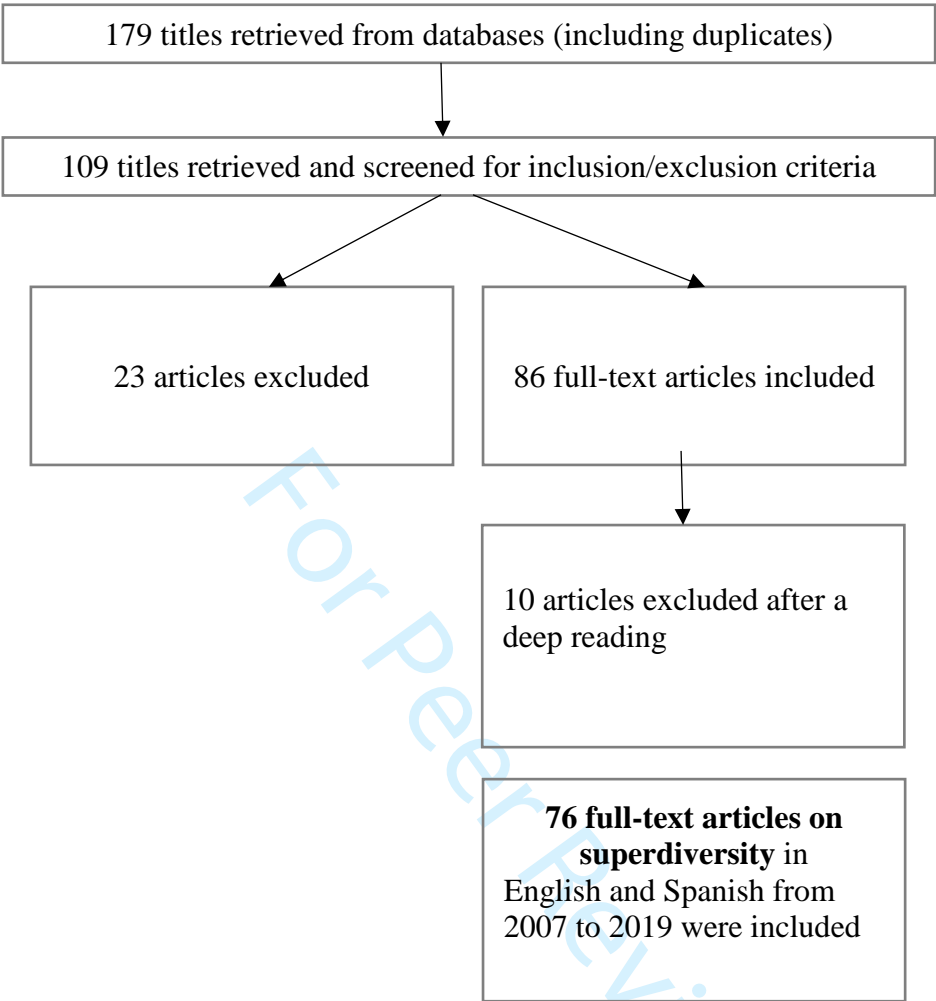 179 titles retrieved from databases (including duplicates)
109 titles retrieved and screened for inclusion/exclusion criteria
23 articles excluded
86 full-text articles included
10 articles excluded after a
deep reading
76 full-text articles on
superdiversity in
English and Spanish from
2007 to 2019 were included
For Peer Revi